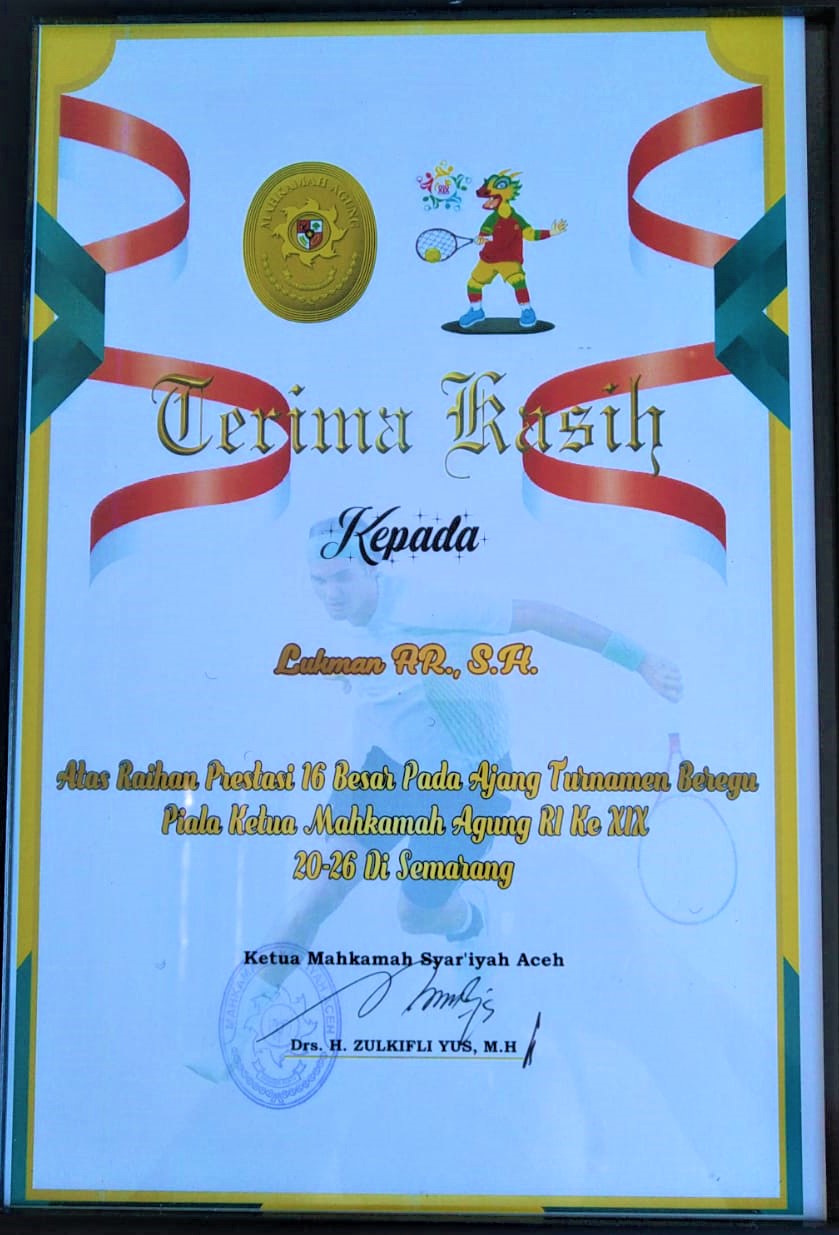 MAHKAMAH AGUNG
XIX
Terima Kasih
Kepada
Lukman AR., S.H.
Atas Raihan Prestasi 16 Besar Pada Ajang Turnamen Beregu
Piala Ketua Mahkamah Agung RI Ke XIX
20-26 Di Semarang
Ketua Mahkamah Syar'iyah Aceh
Drs. H. ZULKIFLI YUS, M.H